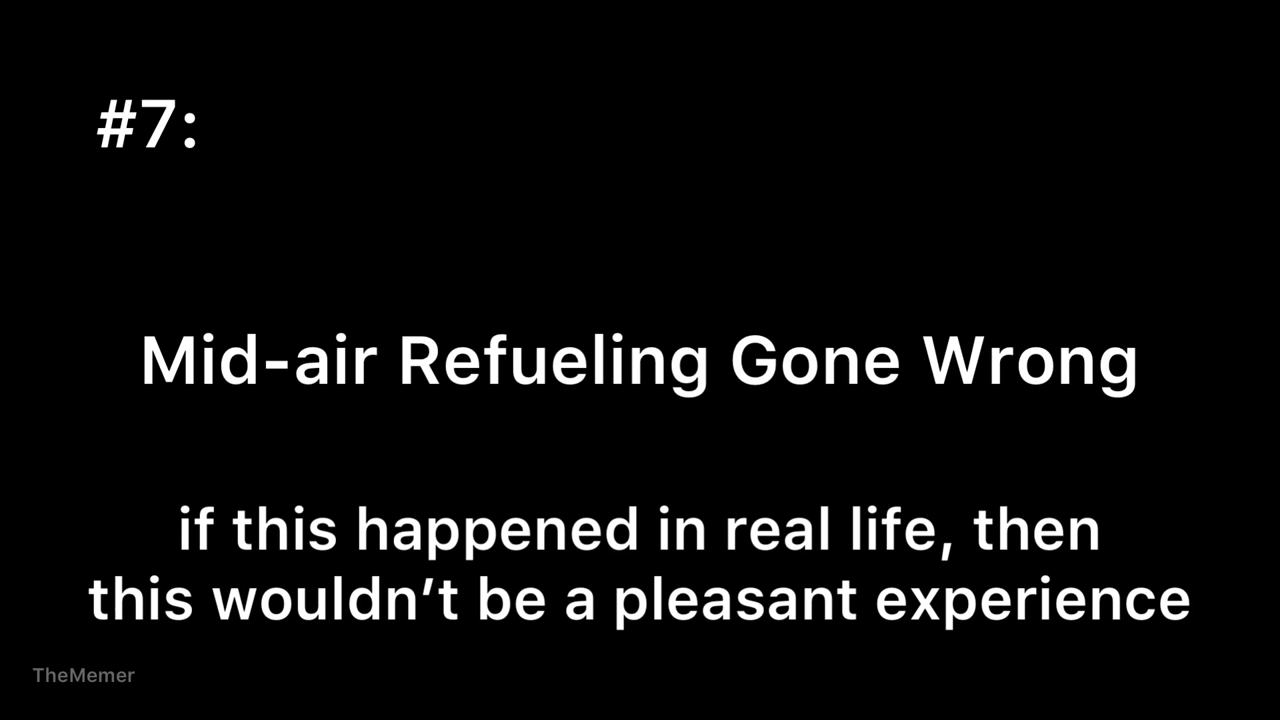 #7:
Mid-air Refueling Gone Wrong
if this happened in real life, then
this wouldn’t be a pleasant experience
TheMemer